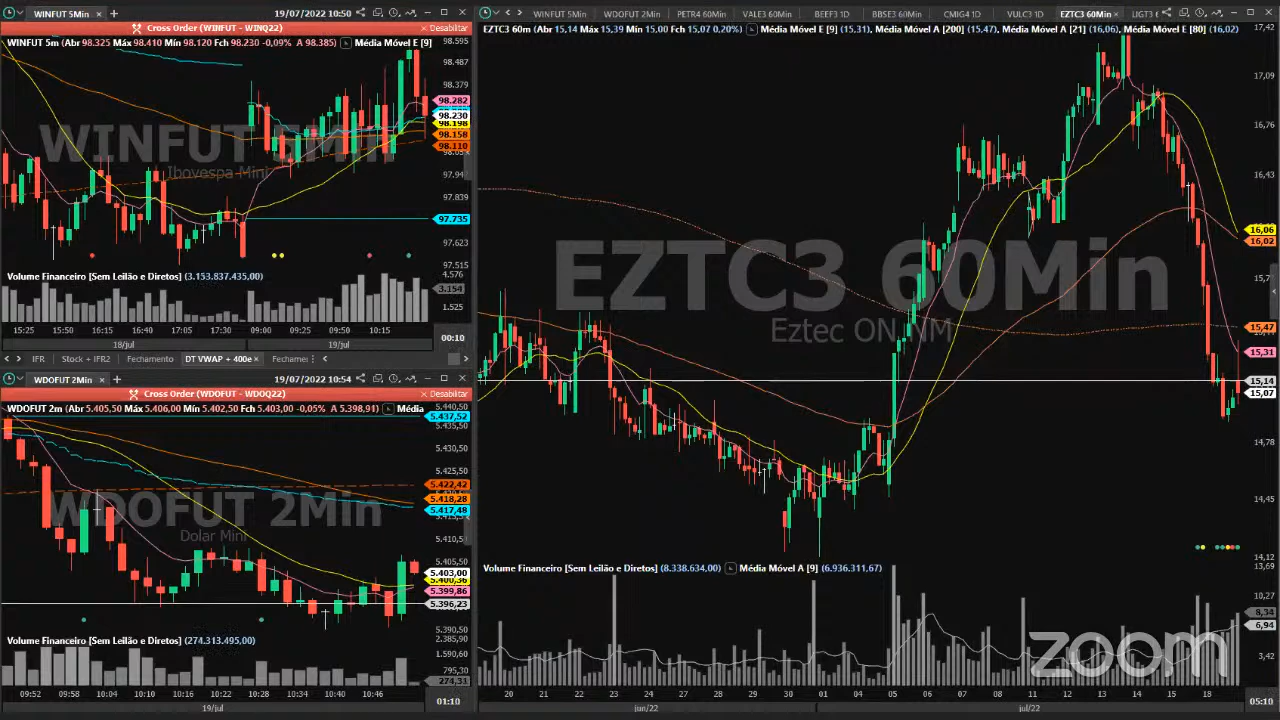 WINFUT 5Min
19/07/2022 10:50
Cross Order (WINFUT - WINQ22)
Desabilitar
WINFUT 5m (Abr 98.325 Máx 98.410 Mín 98.120 Fch 98.230 -0,09% A 98.385) Média Móvel E [9]
98.595
98.487
98.379
98.282
98.230
98.198
98.158
98.110
97.839
97.735
97.623
97.515
WINFUT 5Min
Ibovespa Mini
Volume Financeiro [Sem Leilão e Diretos] (3.153.837.435,00)
4.576
3.154
1.525
15:25 15:50 16:15 16:40 17:05 17:30 09:00 09:25 09:50 10:15
00:10
18/jul 19/jul
IFR Stock + IFR2 Fechamento DT VWAP + 400e Fechamei
WDOFUT 2Min
19/07/2022 10:54
Cross Order (WDOFUT - WDOQ22)
Desabilitar
WDOFUT 2m (Abr 5.405,50 Máx 5.406,00 Mín 5.402,50 Fch 5.403,00 -0,05% A 5.398,91) Média
5.440,50
5.437,52
5.435,50
5.430,50
5.425,50
5.422,42
5.418,28
5.417,48
5.410,50
5.405,50
5.403,00
5.400,36
5.399,86
5.396,23
5.390,50
WDOFUT 2Min
Dolar Mini
Volume Financeiro [Sem Leilão e Diretos] (274.313.495,00)
2.385,90
1.590,60
795,30
274,31
09:52 09:58 10:04 10:10 10:16 10:22 10:28 10:34 10:40 10:46
01:10
19/jul
WINFUT 5Min WDOFUT 2Min PETR4 60Min VALE3 60Min BEEF3 1D BBSE3 60Min CMIG4 1D VULC3 1D EZTC3 60Min LIGT3
EZTC3 60m (Abr 15,14 Máx 15,39 Mín 15,00 Fch 15,07 0,20%) Média Móvel E [9] (15,31), Média Móvel A [200] (15,47), Média Móvel A [21] (16,06), Média Móvel E [80] (16,02)
17,42
17,09
16,76
16,43
16,06
16,02
15,47
15,31
15,14
15,07
14,78
14,45
14,12
EZTC3 60Min
Eztec ON NM
Volume Financeiro [Sem Leilão e Diretos] (8.338.634,00) Média Móvel A [9] (6.936.311,67)
13,69
10,27
8,34
6,94
3,42
zoom
20 21 22 23 24 27 28 29 30 01 04 05 06 07 08 11 12 13 14 15 18
05:10
jun/22 jul/22